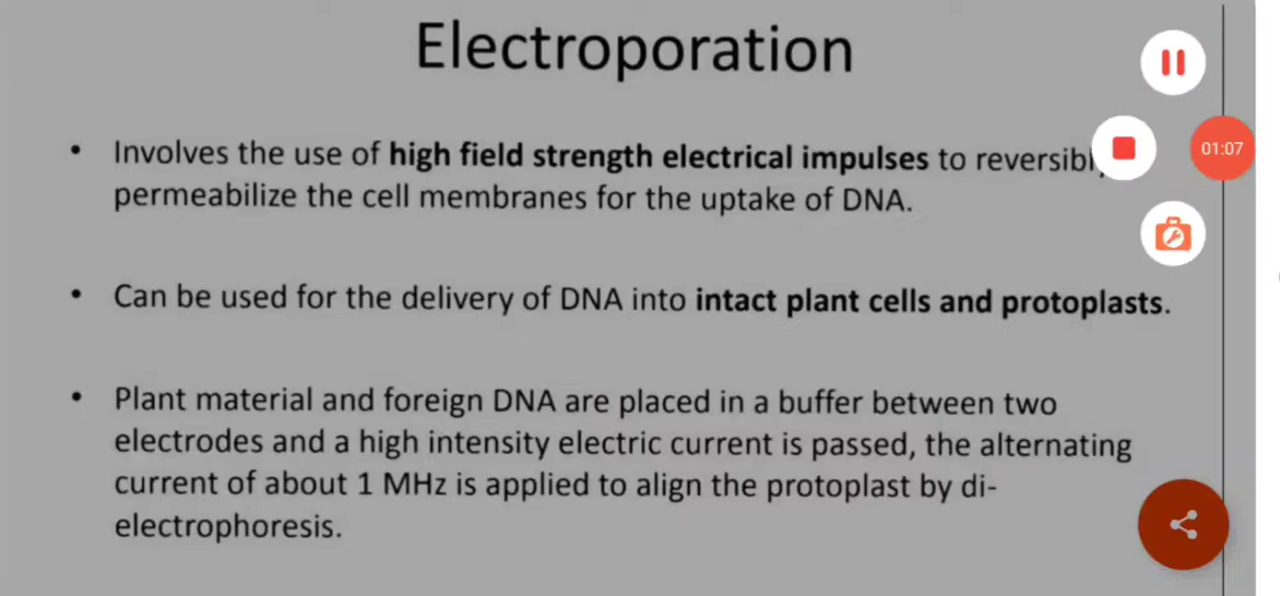 Electroporation
• Involves the use of high field strength electrical impulses to
permeabilize the cell membranes for the uptake of DNA.
• Can be used for the delivery of DNA into intact plant cells and protoplasts.
• Plant material and foreign DNA are placed in a buffer between two
electrodes and a high intensity electric current is passed, the alternating
current of about 1 MHz is applied to align the protoplast by di-
electrophoresis.
01:07